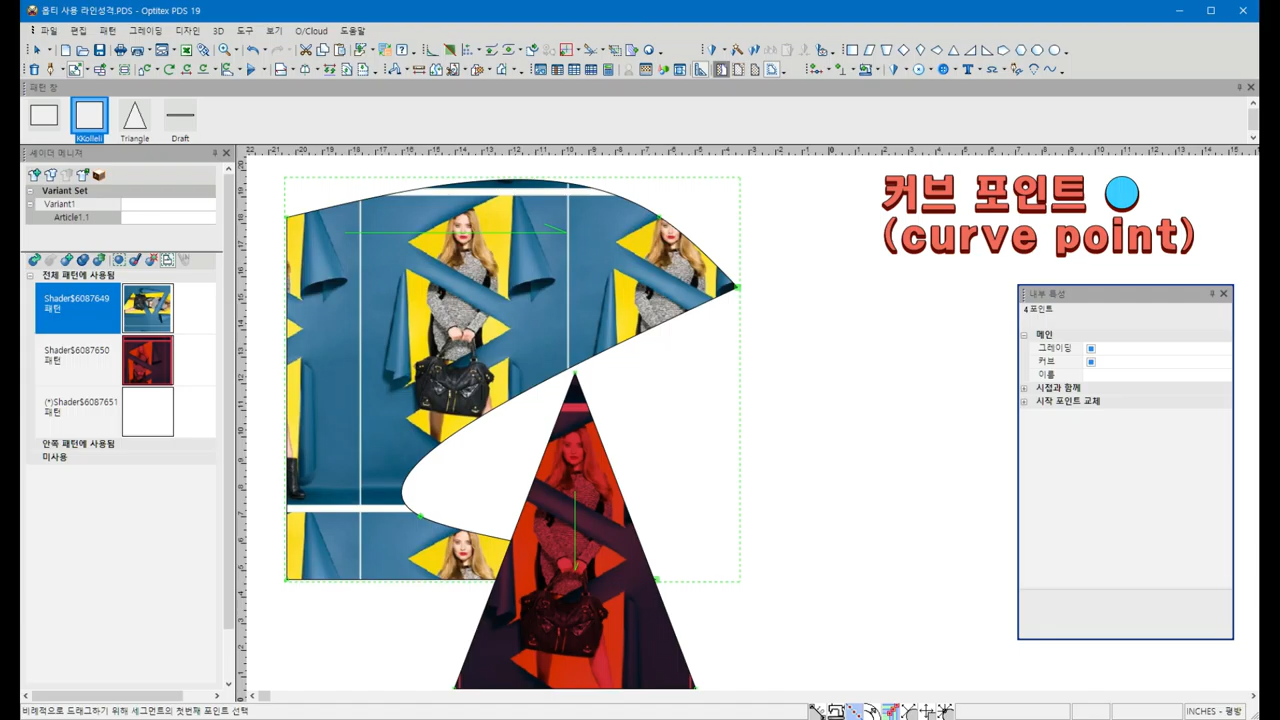 옵티 사용 라인성격.PDS - Optitex PDS 19
파일 편집 패턴 그레이딩 디자인 3D 도구 보기 O/Cloud 도움말
패턴 창
KKolleli Triangle Draft
셰이더 매니져
Variant Set
Variant1
Article1.1
전체 패턴에 사용됨
Shader$6087649
패턴
Shader$6087650
패턴
(*)Shader$6087651
패턴
안쪽 패턴에 사용됨
미사용
커브 포인트
(curve point)
내부 특성
4 포인트
메인
그레이딩
커브
이름
시접과 함께
시작 포인트 교체
비례적으로 드래그하기 위해 세그먼트의 첫번째 포인트 선택
INCHES - 평방